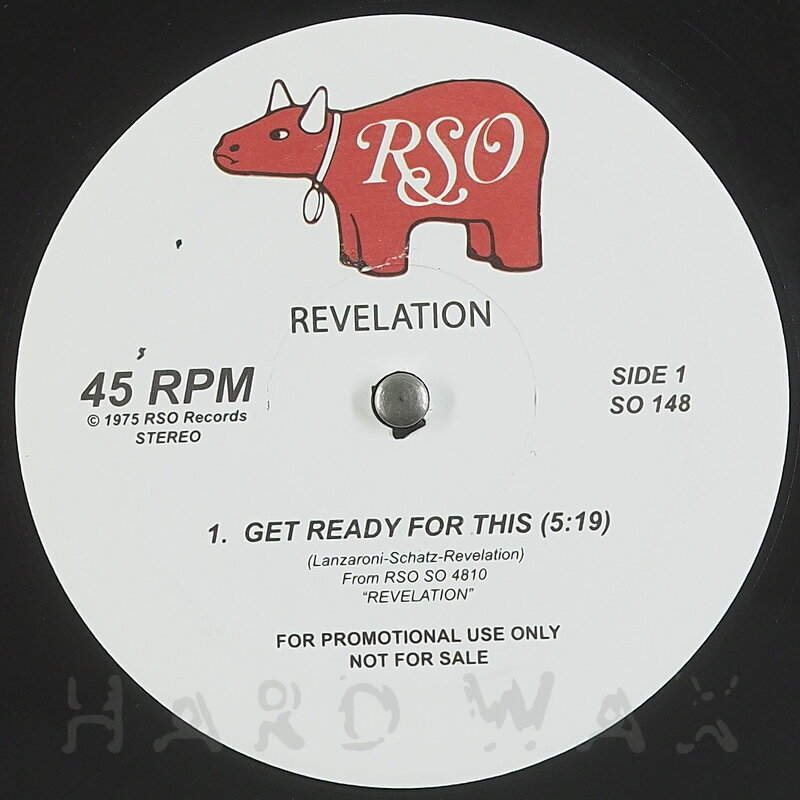 RSO
REVELATION
45 RPM
© 1975 RSO Records
STEREO
SIDE 1
SO 148
1. GET READY FOR THIS (5:19)
(Lanzaroni-Schatz-Revelation)
From RSO SO 4810
"REVELATION"
FOR PROMOTIONAL USE ONLY
NOT FOR SALE
HARD WAX